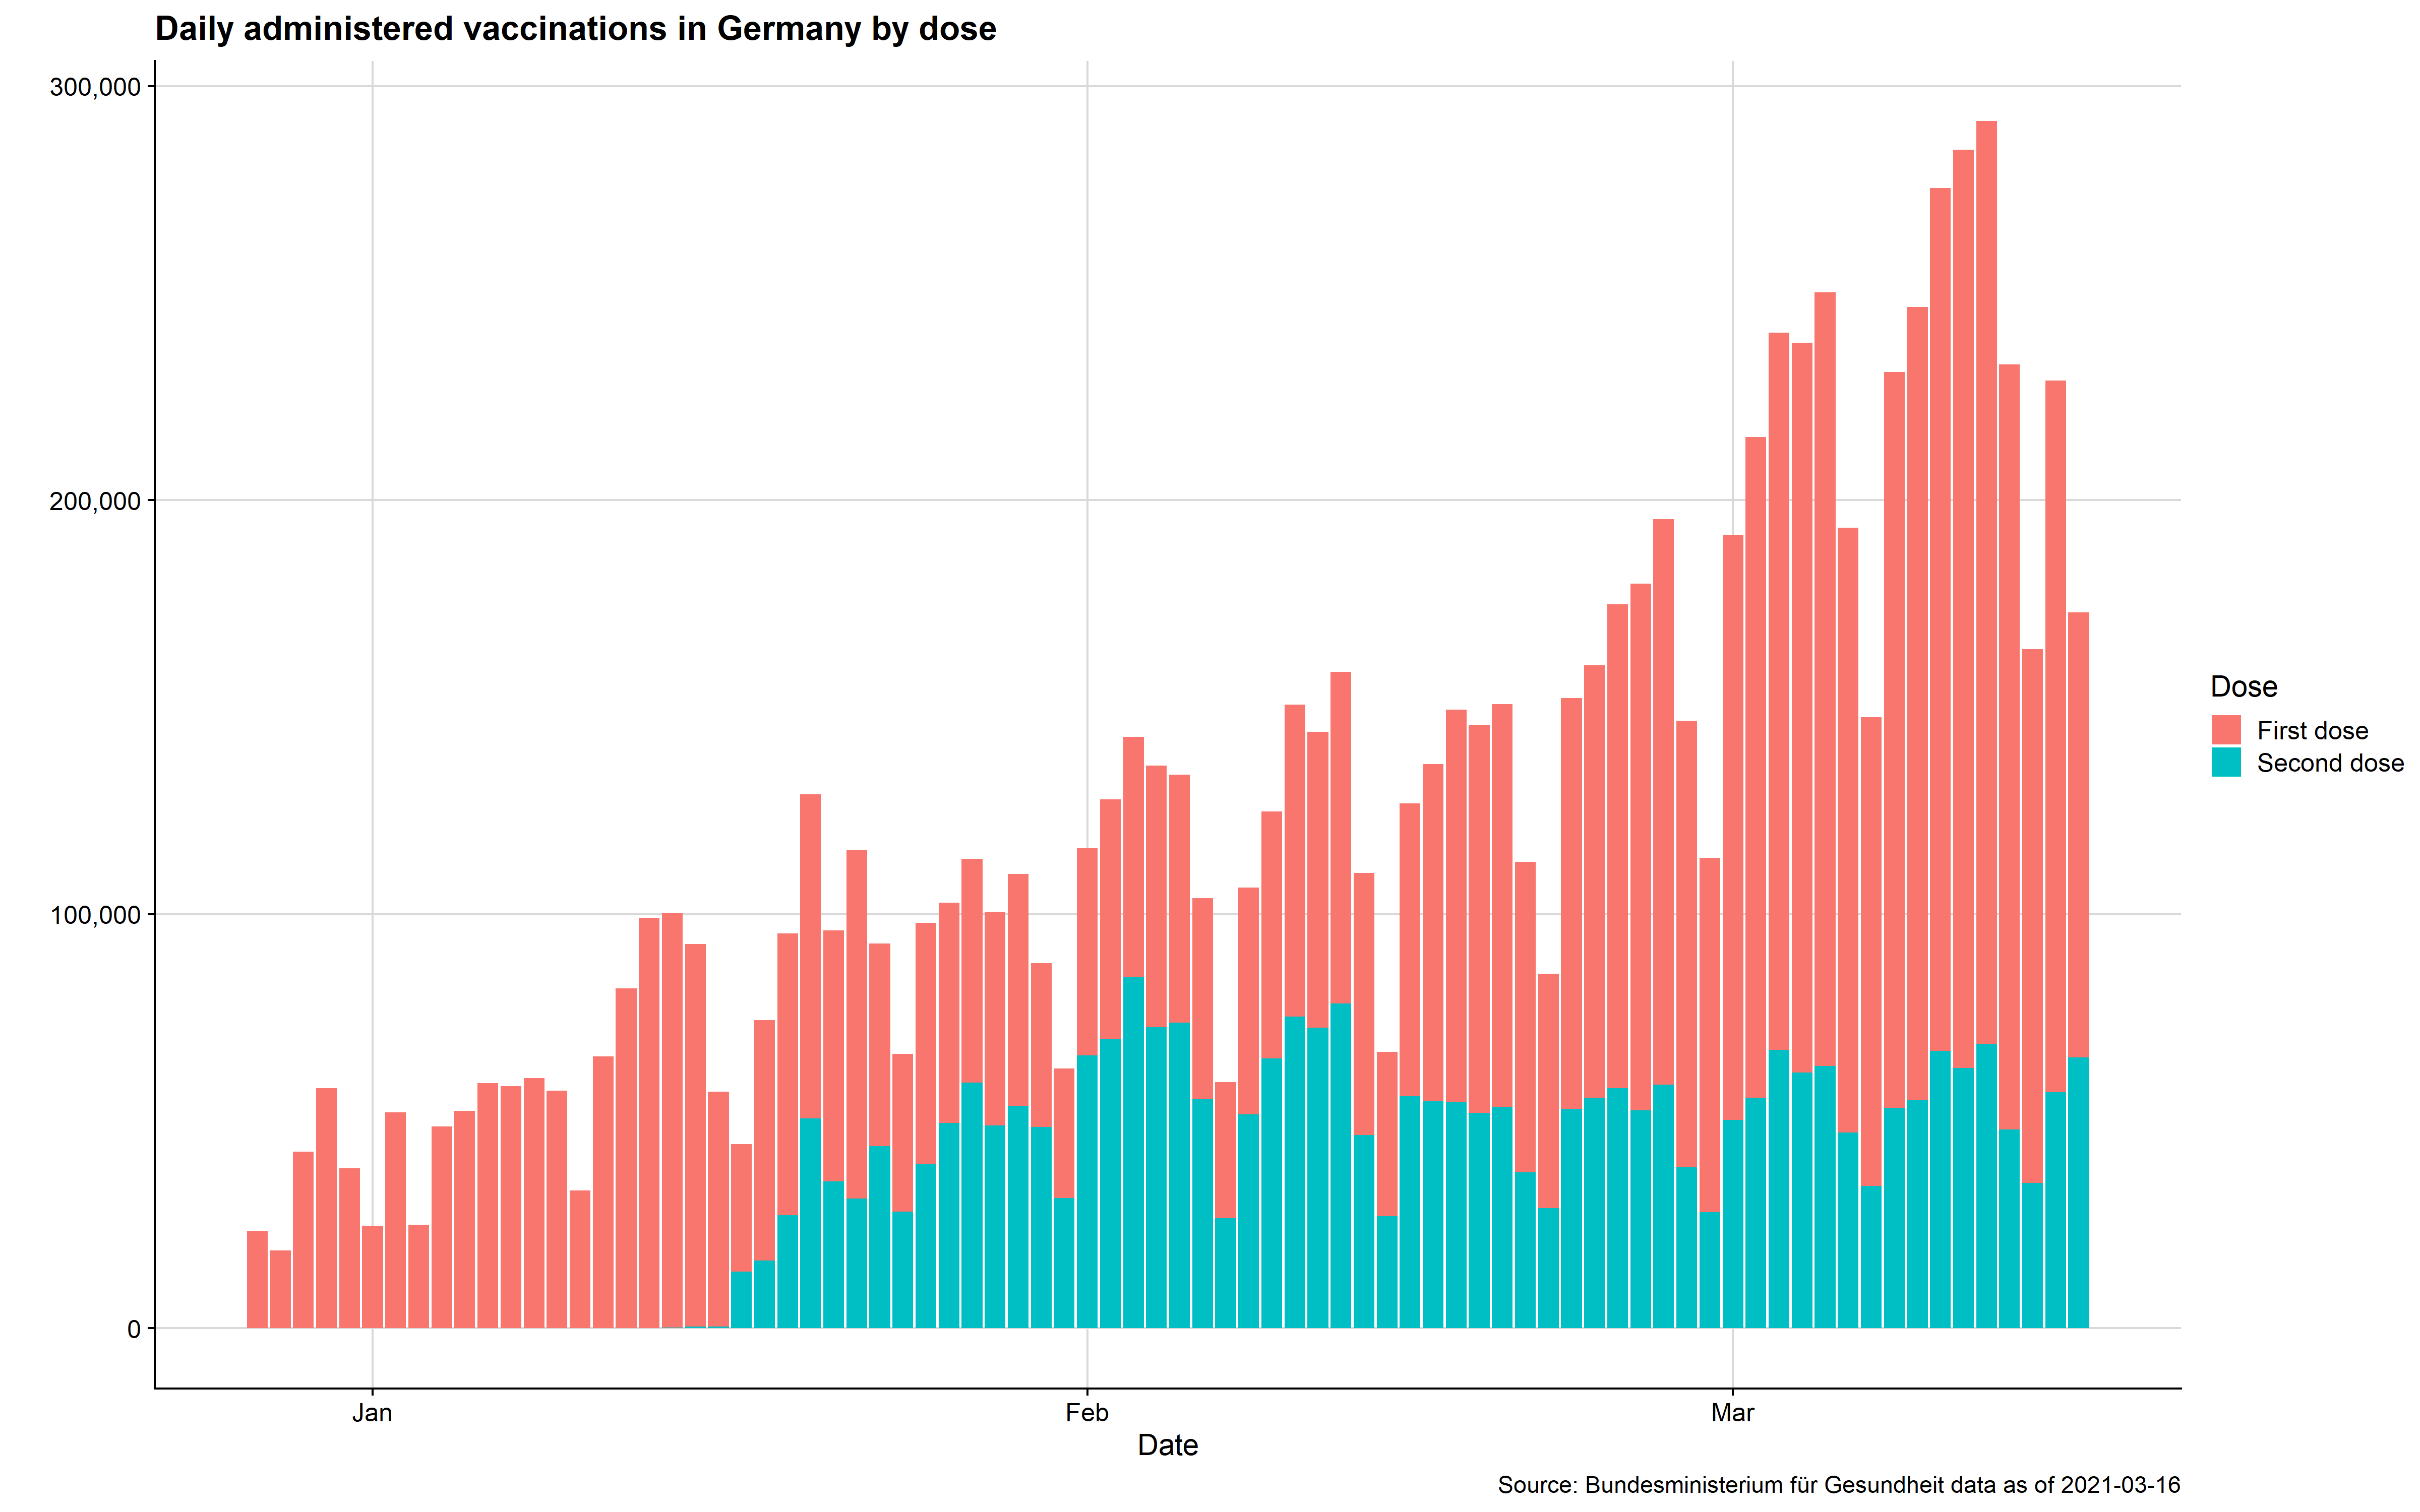 Daily administered vaccinations in Germany by dose
300,000
200,000
100,000
0
Jan
Feb
Mar
Date
Dose
First dose
Second dose
Source: Bundesministerium für Gesundheit data as of 2021-03-16